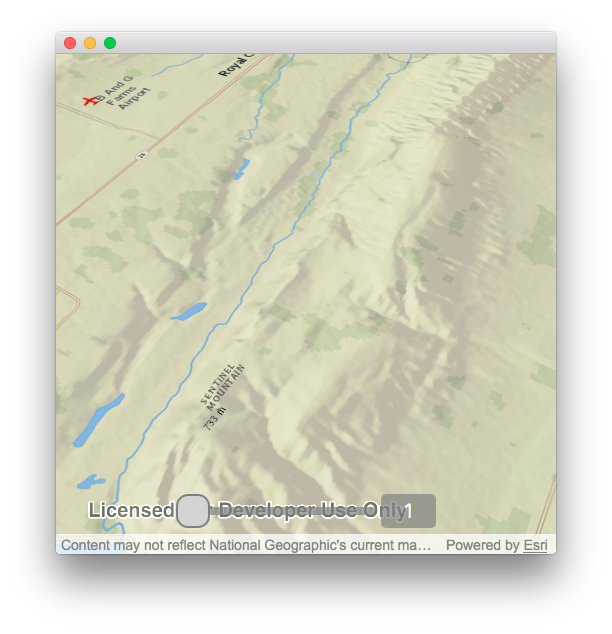 Royal
B And G
Farms
Airport
26
SENTINEL
MOUNTAIN
733 m
Licensed Developer Use Only
1
Content may not reflect National Geographic's current ma… Powered by Esri